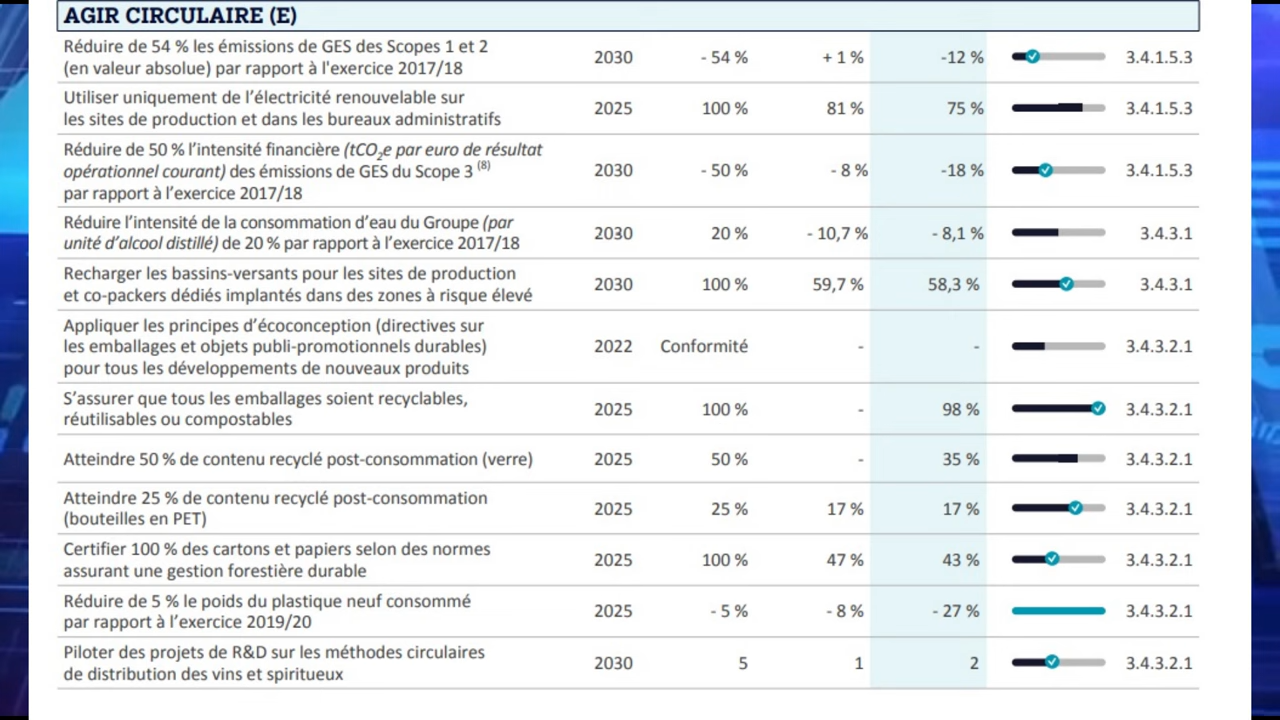 AGIR CIRCULAIRE (E)
Réduire de 54 % les émissions de GES des Scopes 1 et 2
(en valeur absolue) par rapport à l'exercice 2017/18
2030 - 54 % + 1 % -12 % 3.4.1.5.3
Utiliser uniquement de l'électricité renouvelable sur
les sites de production et dans les bureaux administratifs
2025 100 % 81 % 75 % 3.4.1.5.3
Réduire de 50 % l'intensité financière (tCO₂e par euro de résultat
opérationnel courant) des émissions de GES du Scope 3 (8)
par rapport à l'exercice 2017/18
2030 - 50 % - 8 % -18 % 3.4.1.5.3
Réduire l'intensité de la consommation d'eau du Groupe (par
unité d'alcool distillé) de 20 % par rapport à l'exercice 2017/18
2030 20 % - 10,7 % - 8,1 % 3.4.3.1
Recharger les bassins-versants pour les sites de production
et co-packers dédiés implantés dans des zones à risque élevé
2030 100 % 59,7 % 58,3 % 3.4.3.1
Appliquer les principes d'écoconception (directives sur
les emballages et objets publi-promotionnels durables)
pour tous les développements de nouveaux produits
2022 Conformité - - 3.4.3.2.1
S'assurer que tous les emballages soient recyclables,
réutilisables ou compostables
2025 100 % - 98 % 3.4.3.2.1
Atteindre 50 % de contenu recyclé post-consommation (verre)
2025 50 % - 35 % 3.4.3.2.1
Atteindre 25 % de contenu recyclé post-consommation
(bouteilles en PET)
2025 25 % 17 % 17 % 3.4.3.2.1
Certifier 100 % des cartons et papiers selon des normes
assurant une gestion forestière durable
2025 100 % 47 % 43 % 3.4.3.2.1
Réduire de 5 % le poids du plastique neuf consommé
par rapport à l'exercice 2019/20
2025 - 5 % - 8 % - 27 % 3.4.3.2.1
Piloter des projets de R&D sur les méthodes circulaires
de distribution des vins et spiritueux
2030 5 1 2 3.4.3.2.1